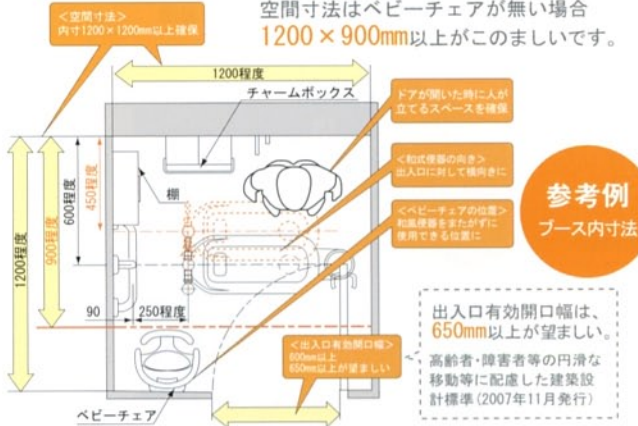 ＜空間寸法＞
内寸1200×1200mm以上確保
空間寸法はベビーチェアが無い場合
1200×900mm以上がこのましいです。
1200程度
チャームボックス
ドアが開いた時に人が
立てるスペースを確保
＜和式便器の向き＞
出入口に対して横向きに
＜ベビーチェアの位置＞
和風便器をまたがずに
使用できる位置に
参考例
ブース内寸法
1200程度
900程度
600程度
450程度
棚
90
250程度
ベビーチェア
＜出入口有効開口幅＞
600mm以上
650mm以上が望ましい
出入口有効開口幅は、
650mm以上が望ましい。
高齢者・障害者等の円滑な
移動等に配慮した建築設
計標準（2007年11月発行）